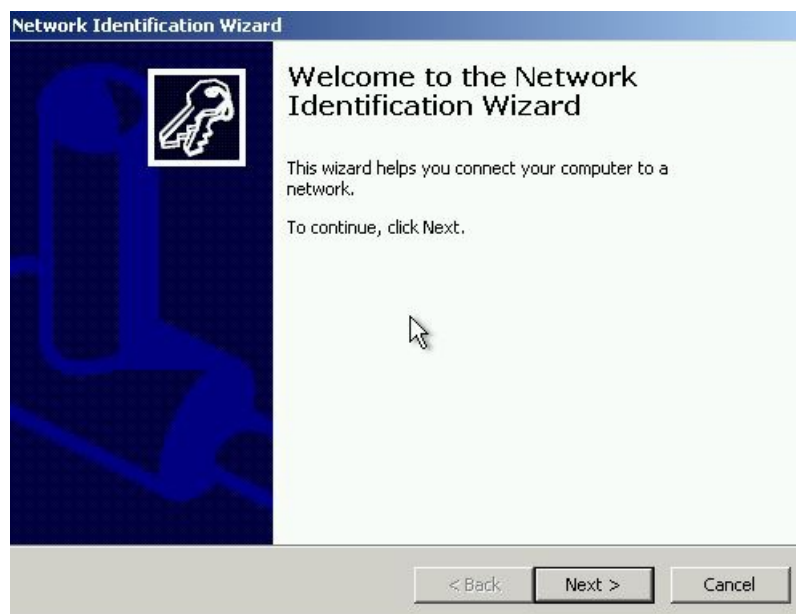 Network Identification Wizard
Welcome to the Network
Identification Wizard
This wizard helps you connect your computer to a
network.
To continue, click Next.
< Back
Next >
Cancel